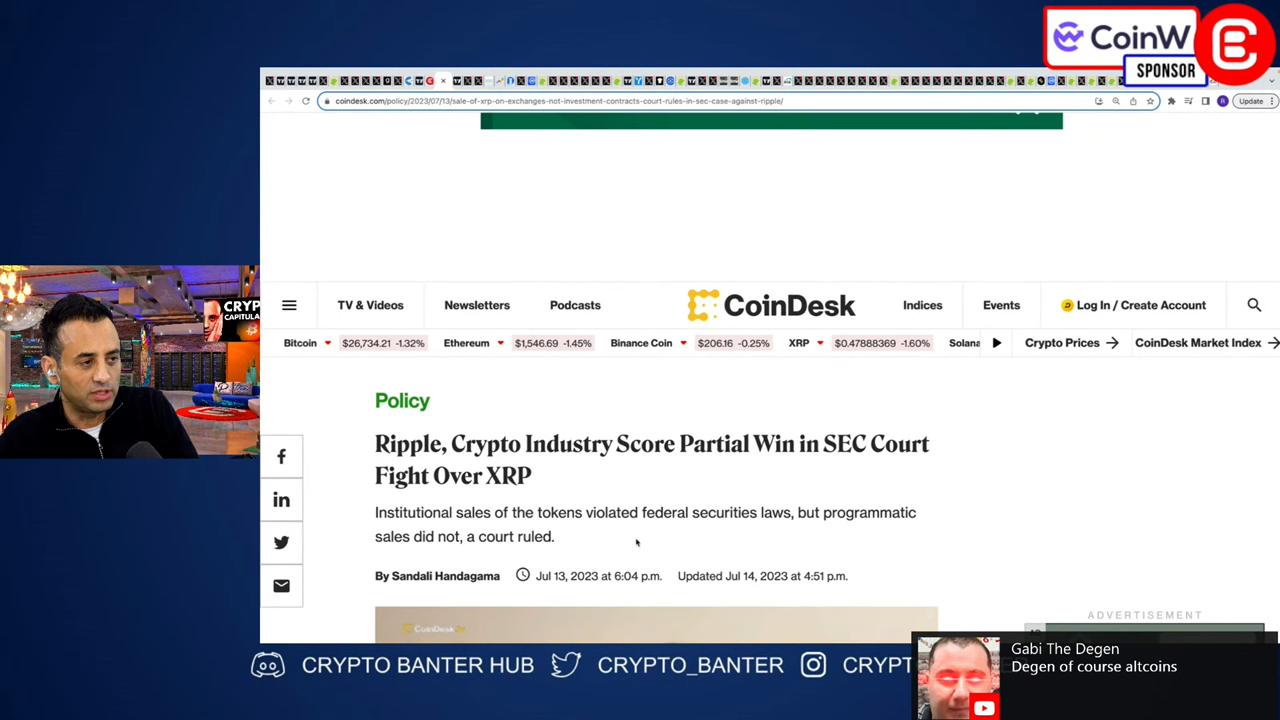 CoinW
SPONSOR
coindesk.com/policy/2023/07/13/sale-of-xrp-on-exchanges-not-investment-contracts-court-rules-in-sec-case-against-ripple/
Update
TV & Videos
Newsletters
Podcasts
CoinDesk
Indices
Events
Log In / Create Account
Bitcoin $26,734.21 -1.32% Ethereum $1,546.69 -1.45% Binance Coin $206.16 -0.25% XRP $0.47888369 -1.60% Solana Crypto Prices → CoinDesk Market Index →
Policy
Ripple, Crypto Industry Score Partial Win in SEC Court
Fight Over XRP
Institutional sales of the tokens violated federal securities laws, but programmatic
sales did not, a court ruled.
By Sandali Handagama Jul 13, 2023 at 6:04 p.m. Updated Jul 14, 2023 at 4:51 p.m.
CoinDesk
ADVERTISEMENT
CRYP
CAPITUL
Gabi The Degen
Degen of course altcoins
CRYPTO BANTER HUB CRYPTO_BANTER CRYPT